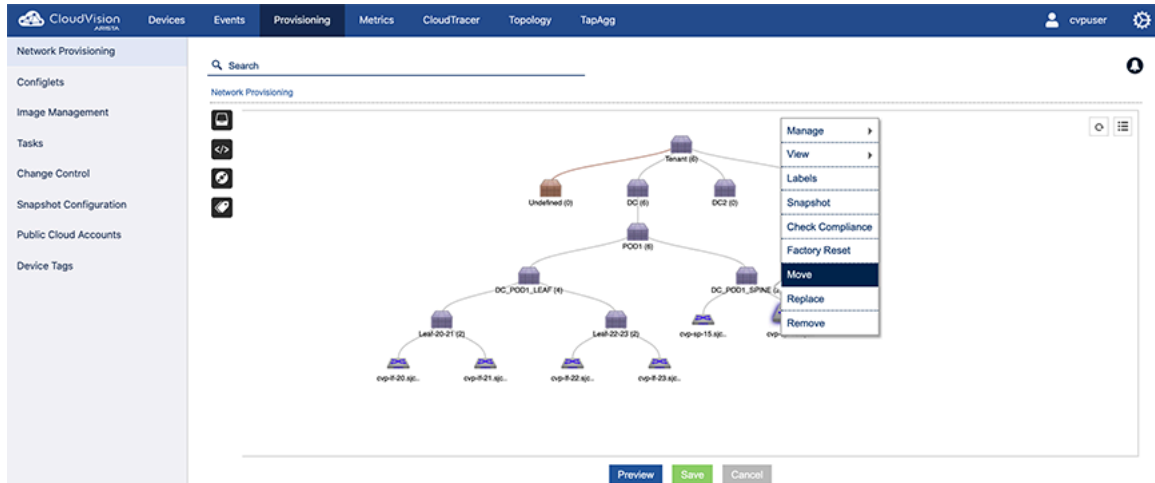 CloudVision
ARISTA
Devices
Events
Provisioning
Metrics
CloudTracer
Topology
TapAgg
cvpuser
Network Provisioning
Configlets
Image Management
Tasks
Change Control
Snapshot Configuration
Public Cloud Accounts
Device Tags
Search
Network Provisioning
Tenant (6)
Undefined (0)
DC (6)
DC2 (0)
POD1 (6)
DC_POD1_LEAF (4)
DC_POD1_SPINE
Leaf-20-21 (2)
Leaf-22-23 (2)
cvp-sp-15.sjc..
cvp-lf-20.sjc..
cvp-lf-21.sjc..
cvp-lf-22.sjc..
cvp-lf-23.sjc..
Manage
View
Labels
Snapshot
Check Compliance
Factory Reset
Move
Replace
Remove
Preview
Save
Cancel